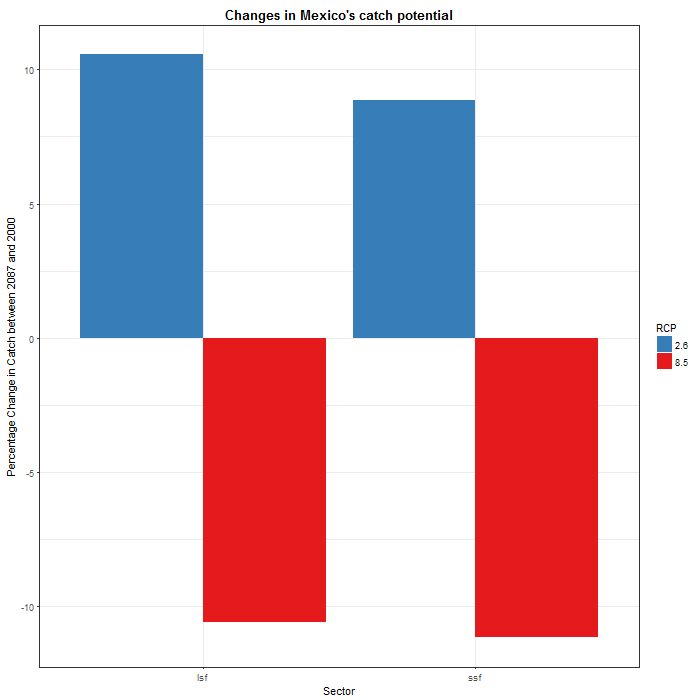 Changes in Mexico's catch potential
Percentage Change in Catch between 2087 and 2000
10
5
0
-5
-10
lsf
ssf
Sector
RCP
2.6
8.5